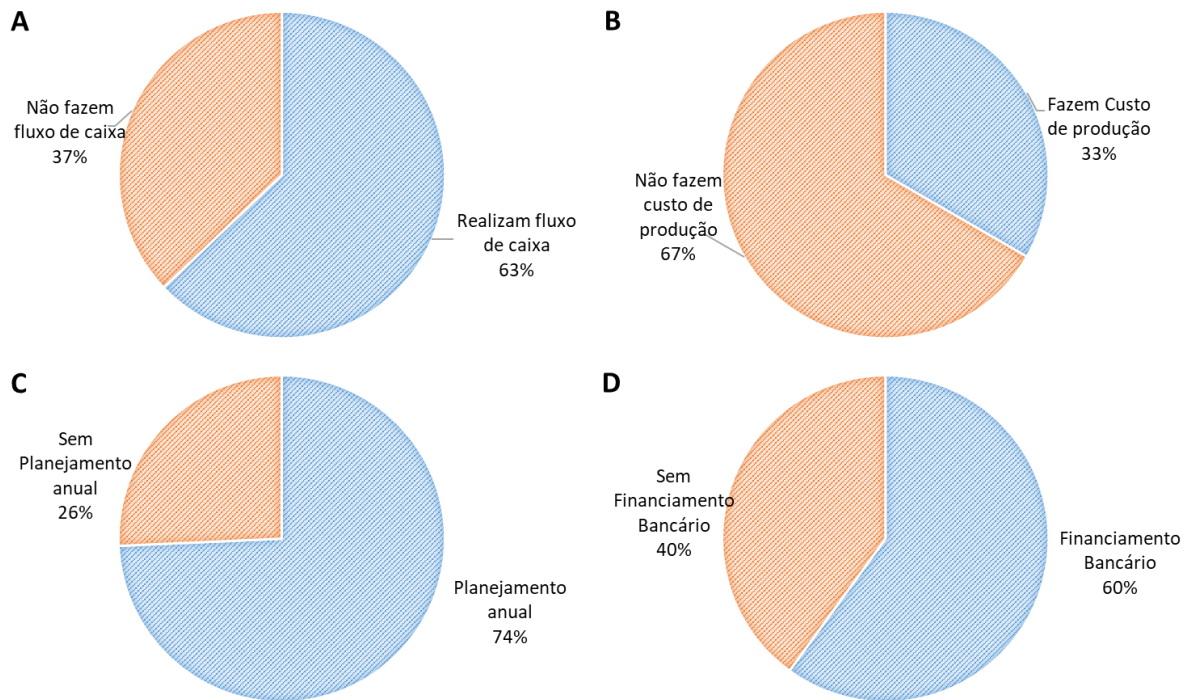 A
Não fazem
fluxo de caixa
37%
Realizam fluxo
de caixa
63%
B
Fazem Custo
de produção
33%
Não fazem
custo de
produção
67%
C
Sem
Planejamento
anual
26%
Planejamento
anual
74%
D
Sem
Financiamento
Bancário
40%
Financiamento
Bancário
60%